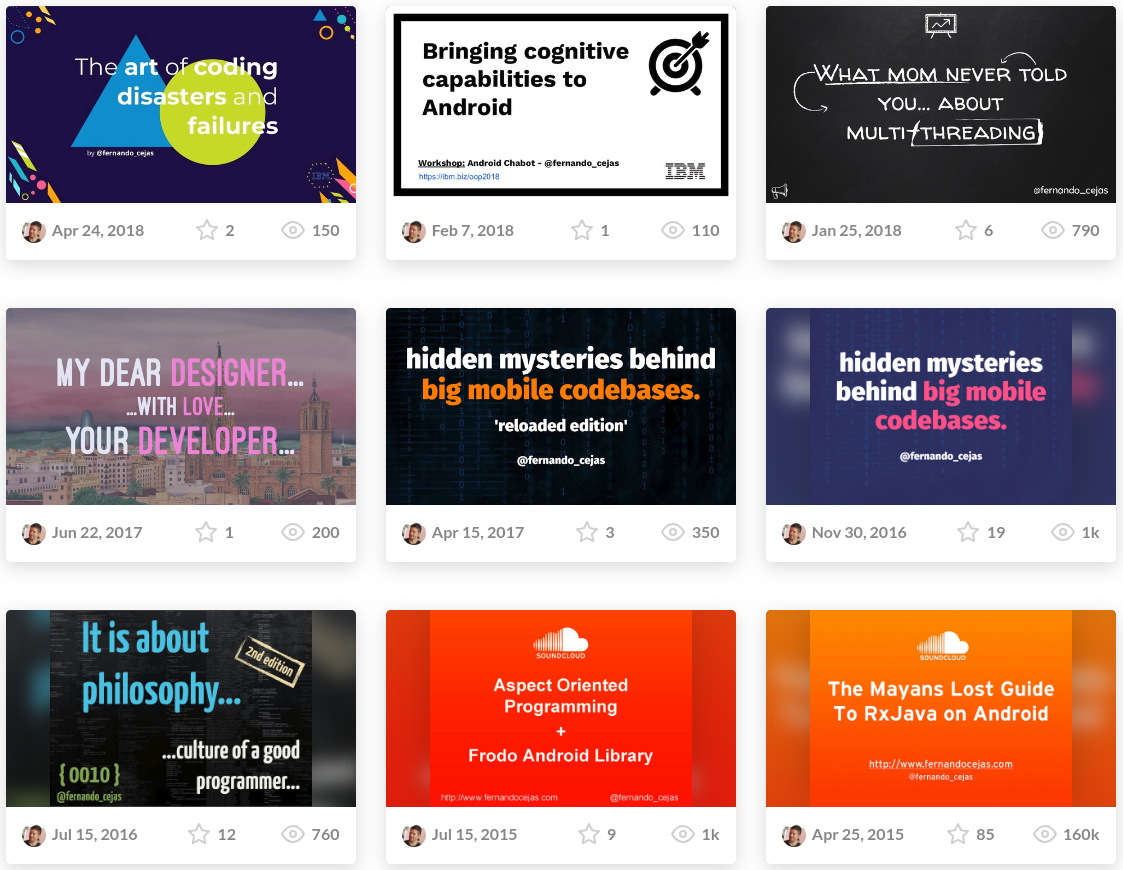 The art of coding
disasters and
failures
by @fernando_cejas
IBM
Apr 24, 2018 2 150
Bringing cognitive
capabilities to
Android
Workshop: Android Chabot - @fernando_cejas
https://ibm.biz/oop2018
IBM
Feb 7, 2018 1 110
WHAT MOM NEVER TOLD
YOU... ABOUT
MULTI-THREADING
@fernando_cejas
Jan 25, 2018 6 790
MY DEAR DESIGNER...
...WITH LOVE...
YOUR DEVELOPER...
Jun 22, 2017 1 200
hidden mysteries behind
big mobile codebases.
'reloaded edition'
@fernando_cejas
Apr 15, 2017 3 350
hidden mysteries
behind big mobile
codebases.
@fernando_cejas
Nov 30, 2016 19 1k
It is about
philosophy...
2nd edition
...culture of a good
programmer...
{ 0010 }
@fernando_cejas
Jul 15, 2016 12 760
SOUNDCLOUD
Aspect Oriented
Programming
+
Frodo Android Library
http://www.fernandocejas.com @fernando_cejas
Jul 15, 2015 9 1k
SOUNDCLOUD
The Mayans Lost Guide
To RxJava on Android
http://www.fernandocejas.com
@fernando_cejas
Apr 25, 2015 85 160k